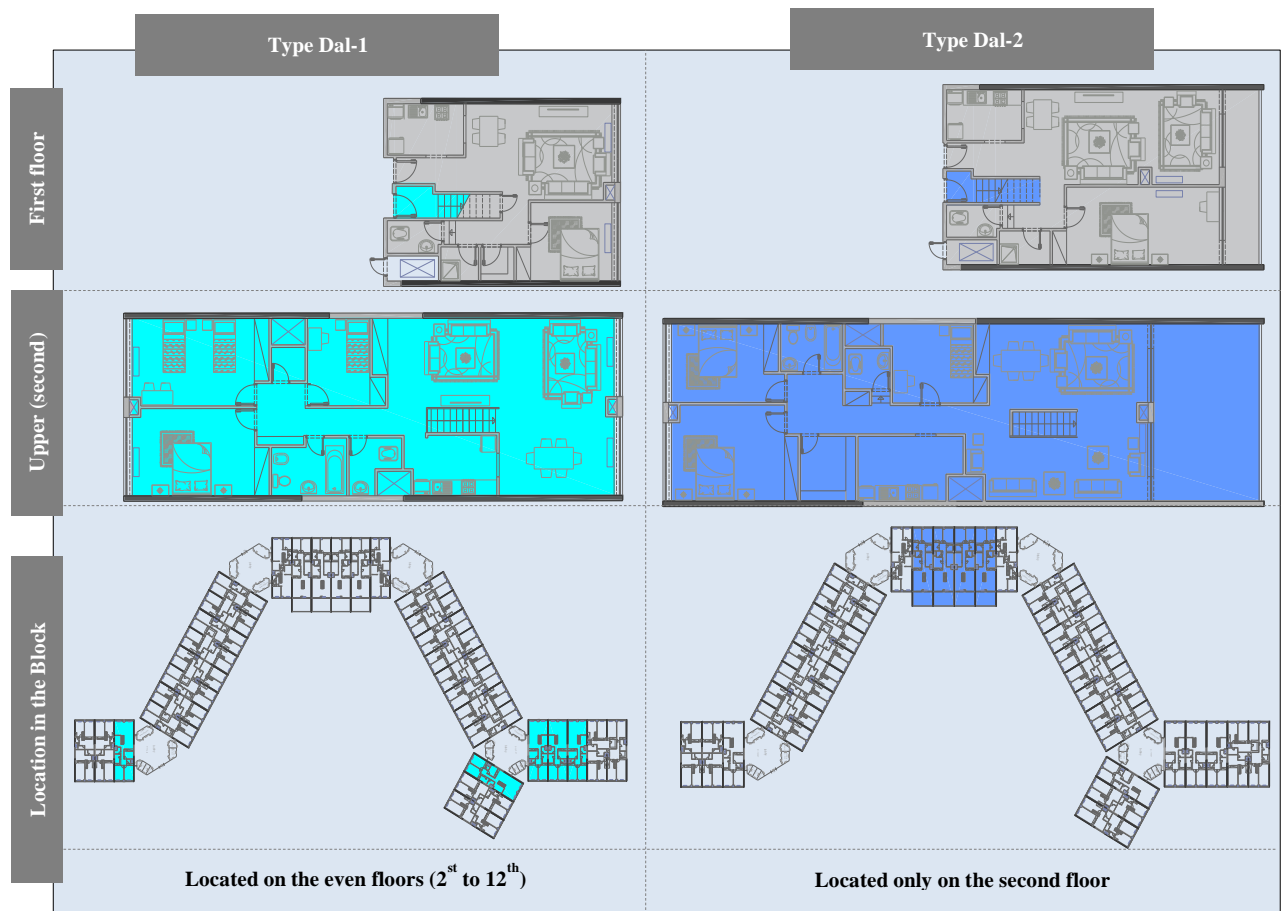 Type Dal-1
Type Dal-2
First floor
Upper (second)
Location in the Block
Located on the even floors (2st to 12th)
Located only on the second floor